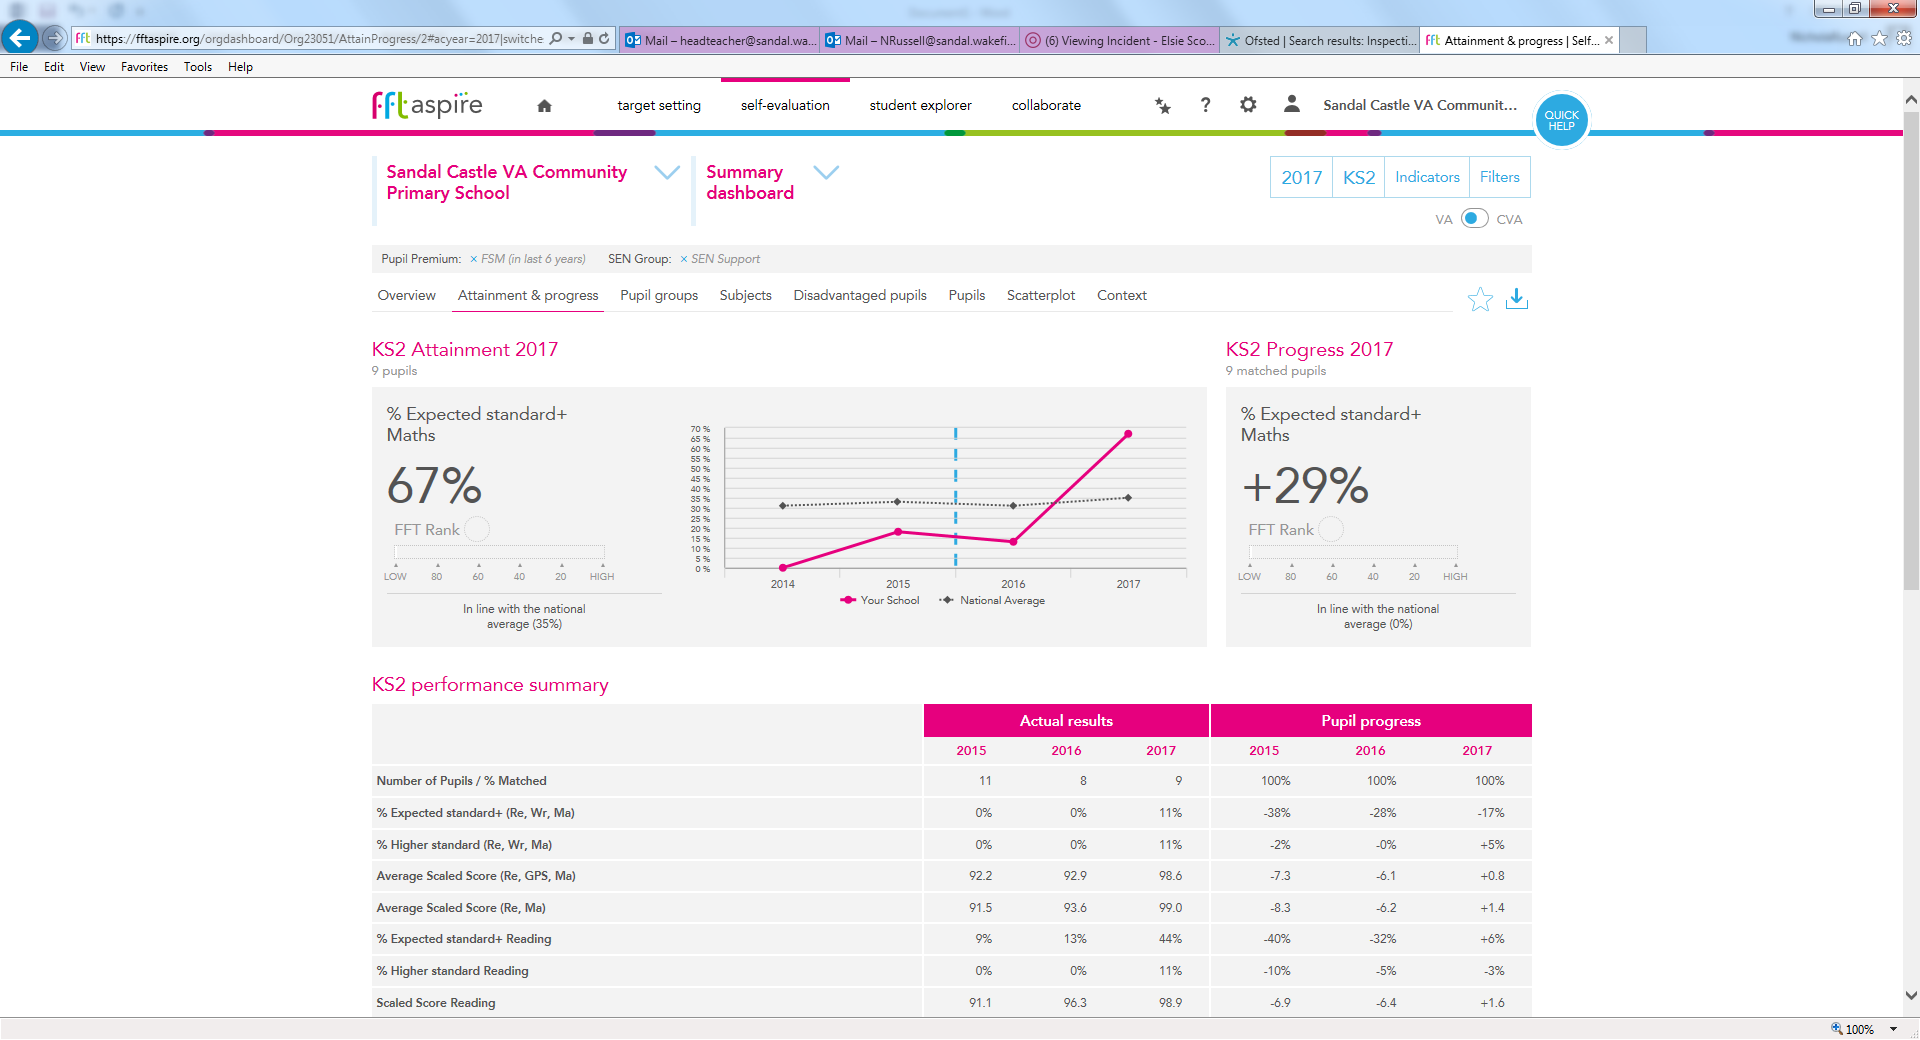 https://fftaspire.org/orgdashboard/Org23051/AttainProgress/2#acyear=2017|switche
Mail – headteacher@sandal.wa...
Mail – NRussell@sandal.wakefi...
(6) Viewing Incident - Elsie Sco...
Ofsted | Search results: Inspecti...
Attainment & progress | Self...
File Edit View Favorites Tools Help
fft aspire
target setting self-evaluation student explorer collaborate
? Sandal Castle VA Communit...
QUICK
HELP
Sandal Castle VA Community
Primary School
Summary
dashboard
2017 KS2 Indicators Filters
VA CVA
Pupil Premium: × FSM (in last 6 years) SEN Group: × SEN Support
Overview Attainment & progress Pupil groups Subjects Disadvantaged pupils Pupils Scatterplot Context
KS2 Attainment 2017
9 pupils
% Expected standard+
Maths
67%
FFT Rank
LOW 80 60 40 20 HIGH
In line with the national
average (35%)
70 %
65 %
60 %
55 %
50 %
45 %
40 %
35 %
30 %
25 %
20 %
15 %
10 %
5 %
0 %
2014 2015 2016 2017
Your School National Average
KS2 Progress 2017
9 matched pupils
% Expected standard+
Maths
+29%
FFT Rank
LOW 80 60 40 20 HIGH
In line with the national
average (0%)
KS2 performance summary
Actual results Pupil progress
2015 2016 2017 2015 2016 2017
Number of Pupils / % Matched 11 8 9 100% 100% 100%
% Expected standard+ (Re, Wr, Ma) 0% 0% 11% -38% -28% -17%
% Higher standard (Re, Wr, Ma) 0% 0% 11% -2% -0% +5%
Average Scaled Score (Re, GPS, Ma) 92.2 92.9 98.6 -7.3 -6.1 +0.8
Average Scaled Score (Re, Ma) 91.5 93.6 99.0 -8.3 -6.2 +1.4
% Expected standard+ Reading 9% 13% 44% -40% -32% +6%
% Higher standard Reading 0% 0% 11% -10% -5% -3%
Scaled Score Reading 91.1 96.3 98.9 -6.9 -6.4 +1.6
100%